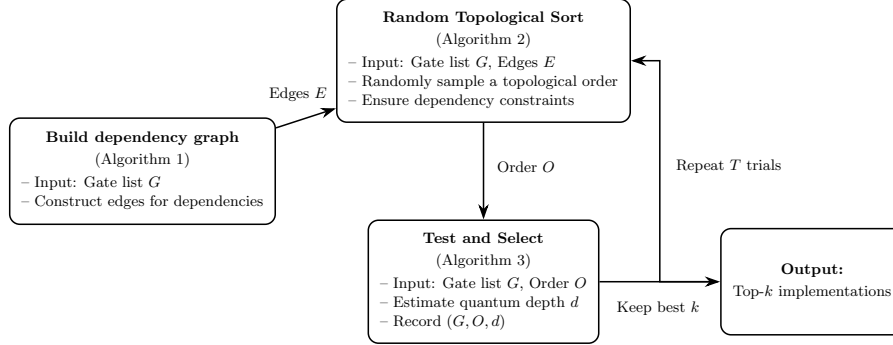 Random Topological Sort
(Algorithm 2)
– Input: Gate list G, Edges E
– Randomly sample a topological order
– Ensure dependency constraints
Edges E
Build dependency graph
(Algorithm 1)
– Input: Gate list G
– Construct edges for dependencies
Order O
Repeat T trials
Test and Select
(Algorithm 3)
– Input: Gate list G, Order O
– Estimate quantum depth d
– Record (G, O, d)
Keep best k
Output:
Top-k implementations